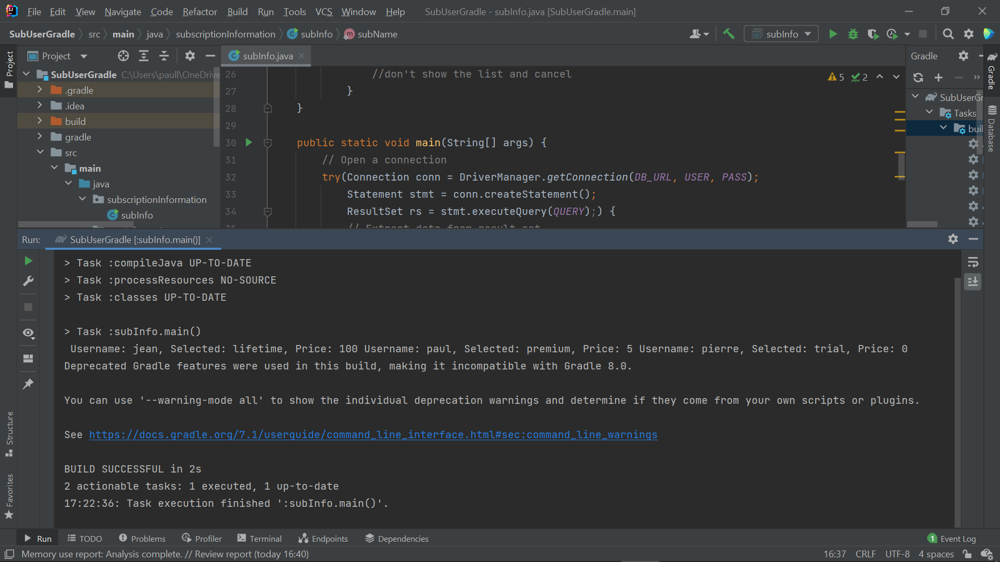 File Edit View Navigate Code Refactor Build Run Tools VCS Window Help SubUserGradle - subInfo.java [SubUserGradle.main]
SubUserGradle src main java subscriptionInformation subInfo subName subInfo
Project
Project
subInfo.java
Gradle
Gradle
Database
SubUserGradle C:\Users\paull\OneDrive
.gradle
.idea
build
gradle
src
main
java
subscriptionInformation
subInfo
5 2
26 //don't show the list and cancel
27 }
28 }
29
30 public static void main(String[] args) {
31 // Open a connection
32 try(Connection conn = DriverManager.getConnection(DB_URL, USER, PASS);
33 Statement stmt = conn.createStatement();
34 ResultSet rs = stmt.executeQuery(QUERY);) {
35 // Extract data from result set
SubUserGr
Tasks
buil
Run: SubUserGradle [:subInfo.main()]
> Task :compileJava UP-TO-DATE
> Task :processResources NO-SOURCE
> Task :classes UP-TO-DATE
> Task :subInfo.main()
Username: jean, Selected: lifetime, Price: 100 Username: paul, Selected: premium, Price: 5 Username: pierre, Selected: trial, Price: 0
Deprecated Gradle features were used in this build, making it incompatible with Gradle 8.0.
You can use '--warning-mode all' to show the individual deprecation warnings and determine if they come from your own scripts or plugins.
See https://docs.gradle.org/7.1/userguide/command_line_interface.html#sec:command_line_warnings
BUILD SUCCESSFUL in 2s
2 actionable tasks: 1 executed, 1 up-to-date
17:22:36: Task execution finished ':subInfo.main()'.
Structure
Favorites
Run TODO Problems Profiler Terminal Endpoints Dependencies 1 Event Log
Memory use report: Analysis complete. // Review report (today 16:40) 16:37 CRLF UTF-8 4 spaces